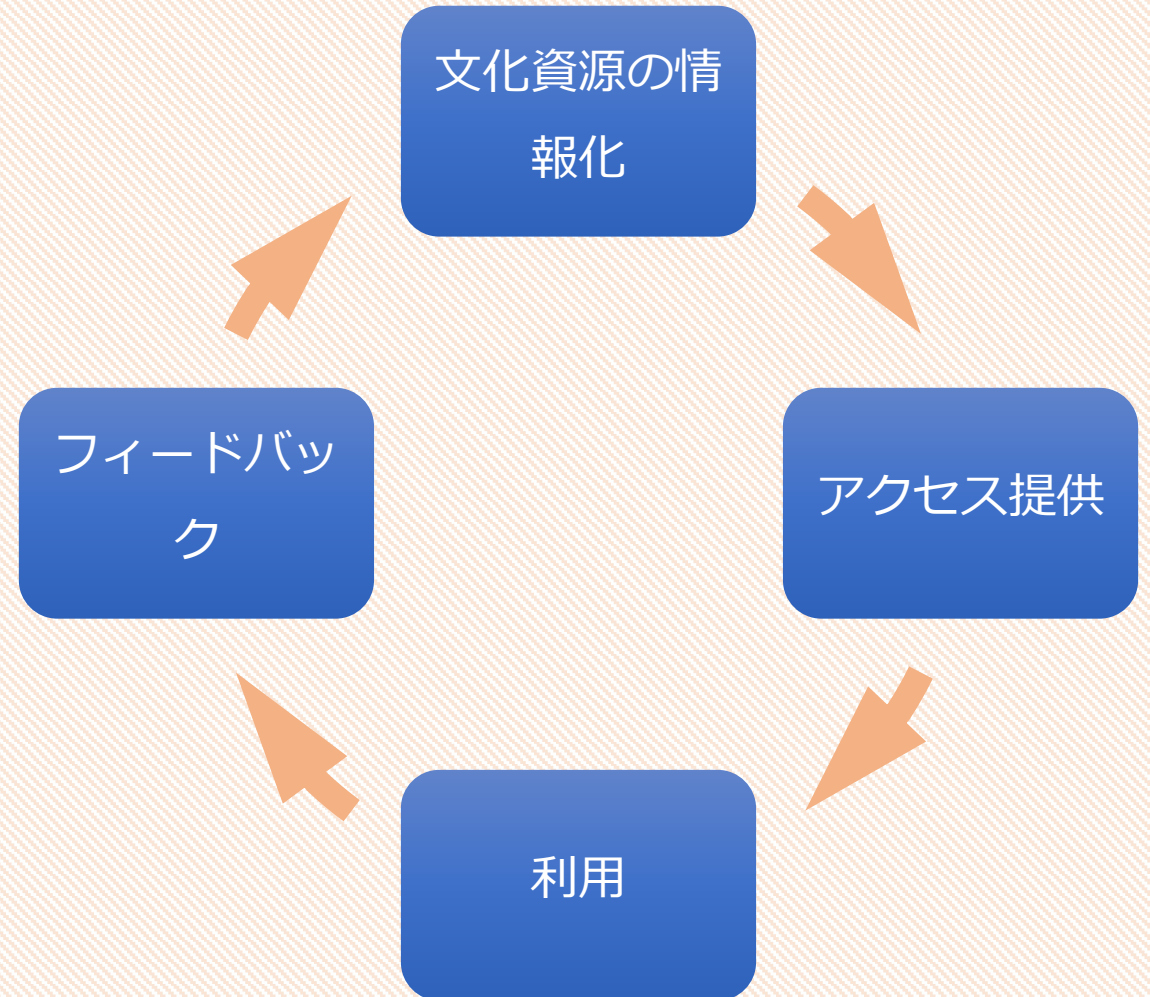 文化資源の情
報化
フィードバッ
ク
アクセス提供
利用